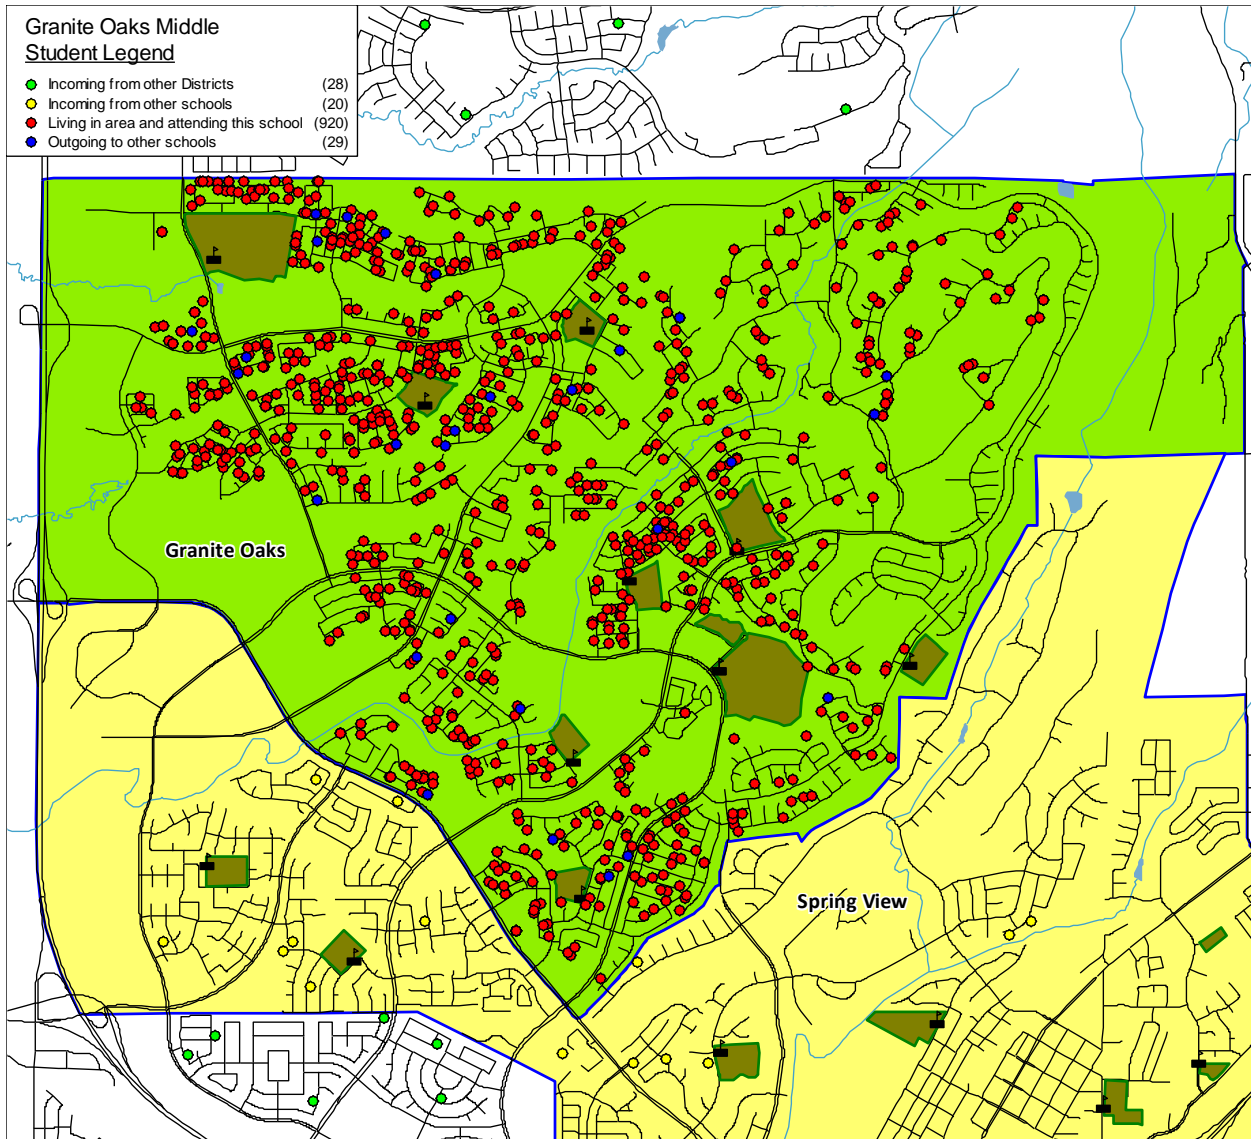 Granite Oaks Middle
Student Legend
Incoming from other Districts (28)
Incoming from other schools (20)
Living in area and attending this school (920)
Outgoing to other schools (29)
Granite Oaks
Spring View